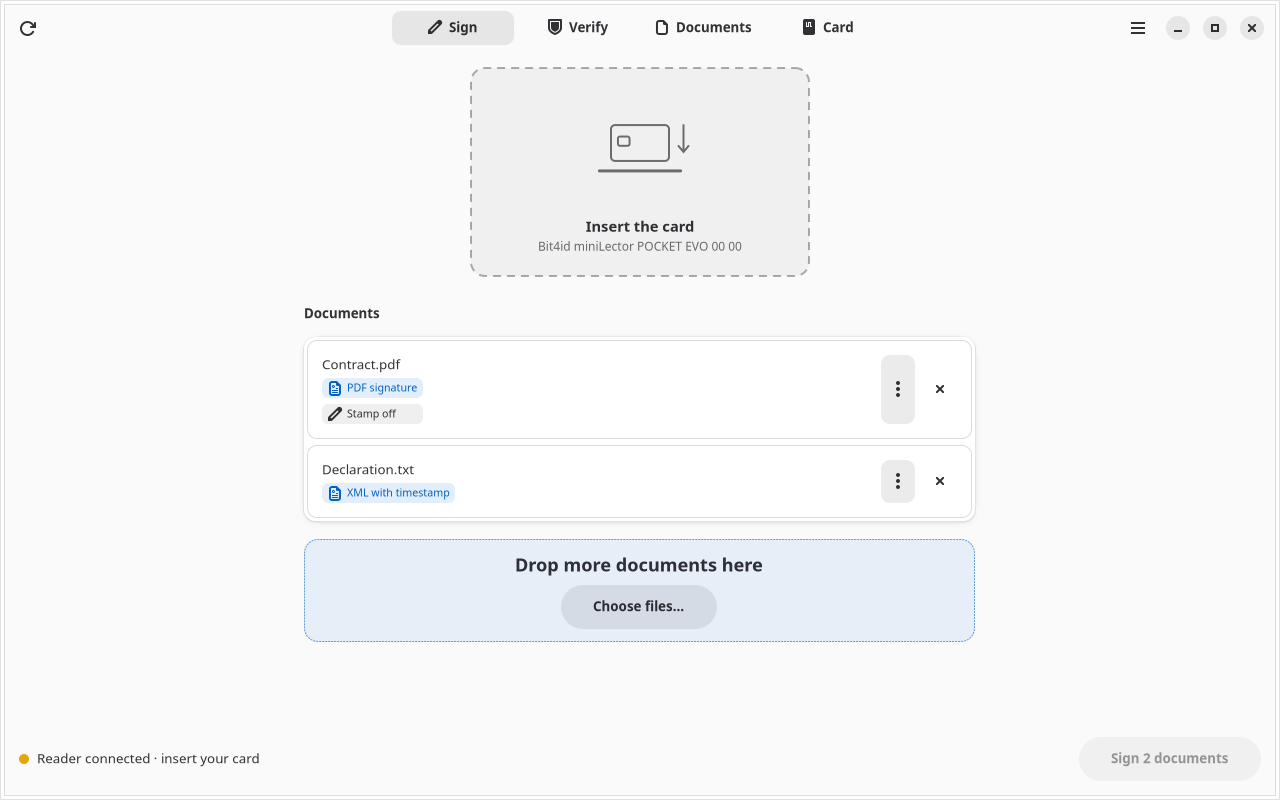 Sign
Verify
Documents
Card
Insert the card
Bit4id miniLector POCKET EVO 00 00
Documents
Contract.pdf
PDF signature
Stamp off
Declaration.txt
XML with timestamp
Drop more documents here
Choose files...
Reader connected · insert your card
Sign 2 documents